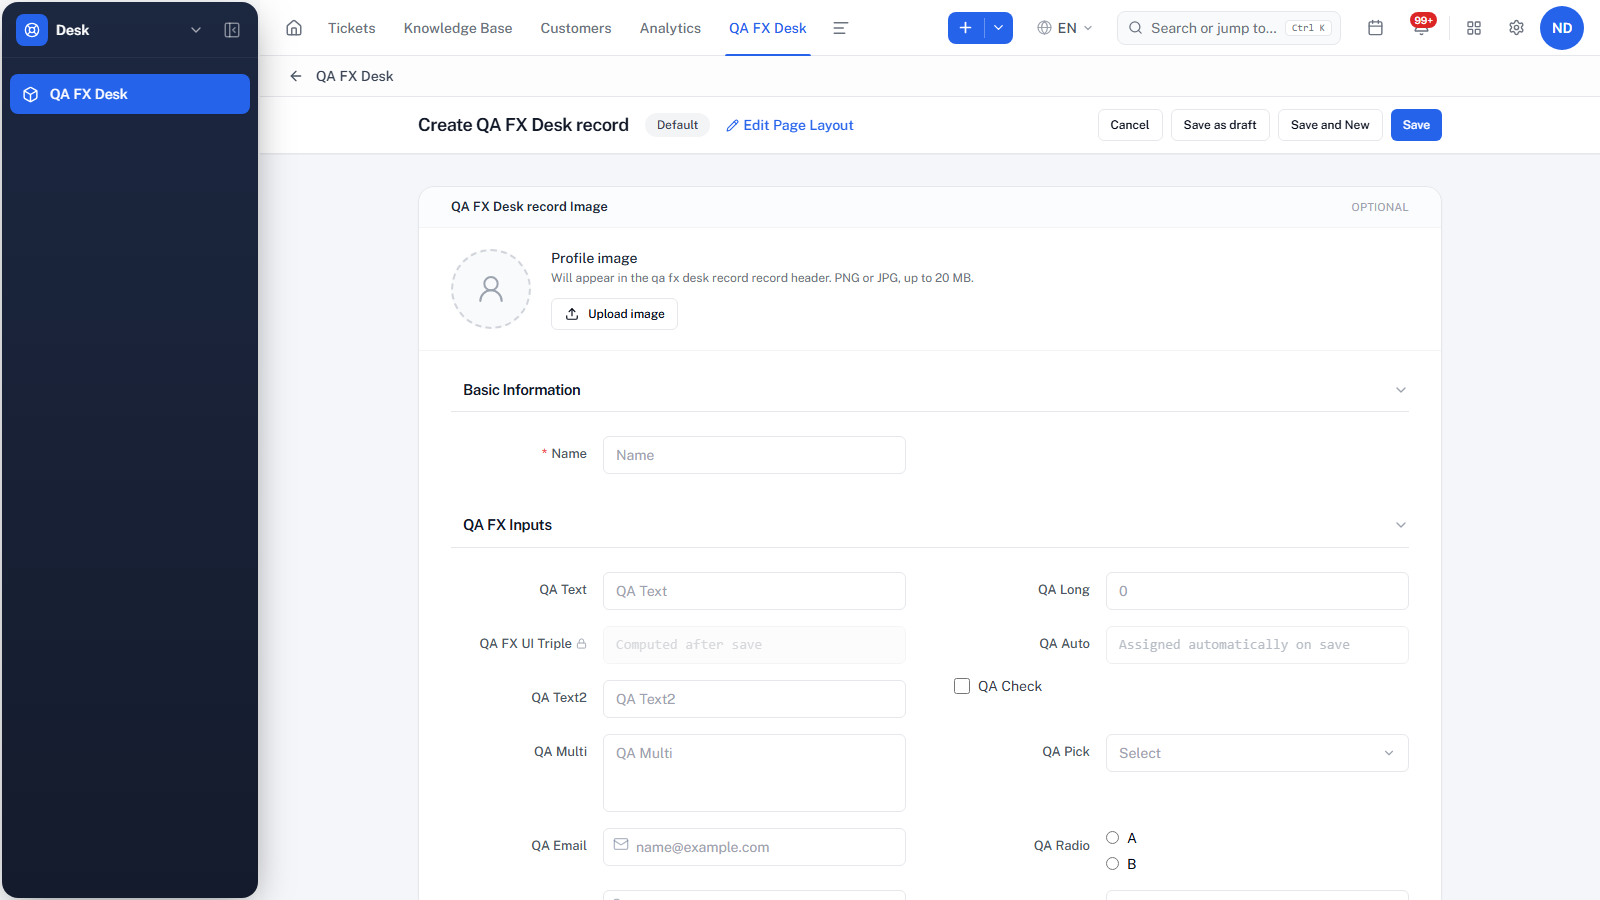 Desk
Tickets
Knowledge Base
Customers
Analytics
QA FX Desk
EN
Search or jump to...
Ctrl K
99+
ND
QA FX Desk
QA FX Desk
Create QA FX Desk record
Default
Edit Page Layout
Cancel
Save as draft
Save and New
Save
QA FX Desk record Image
OPTIONAL
Profile image
Will appear in the qa fx desk record record header. PNG or JPG, up to 20 MB.
Upload image
Basic Information
* Name
Name
QA FX Inputs
QA Text
QA Text
QA Long
0
QA FX UI Triple
Computed after save
QA Auto
Assigned automatically on save
QA Text2
QA Text2
QA Check
QA Multi
QA Multi
QA Pick
Select
QA Email
name@example.com
QA Radio
A
B